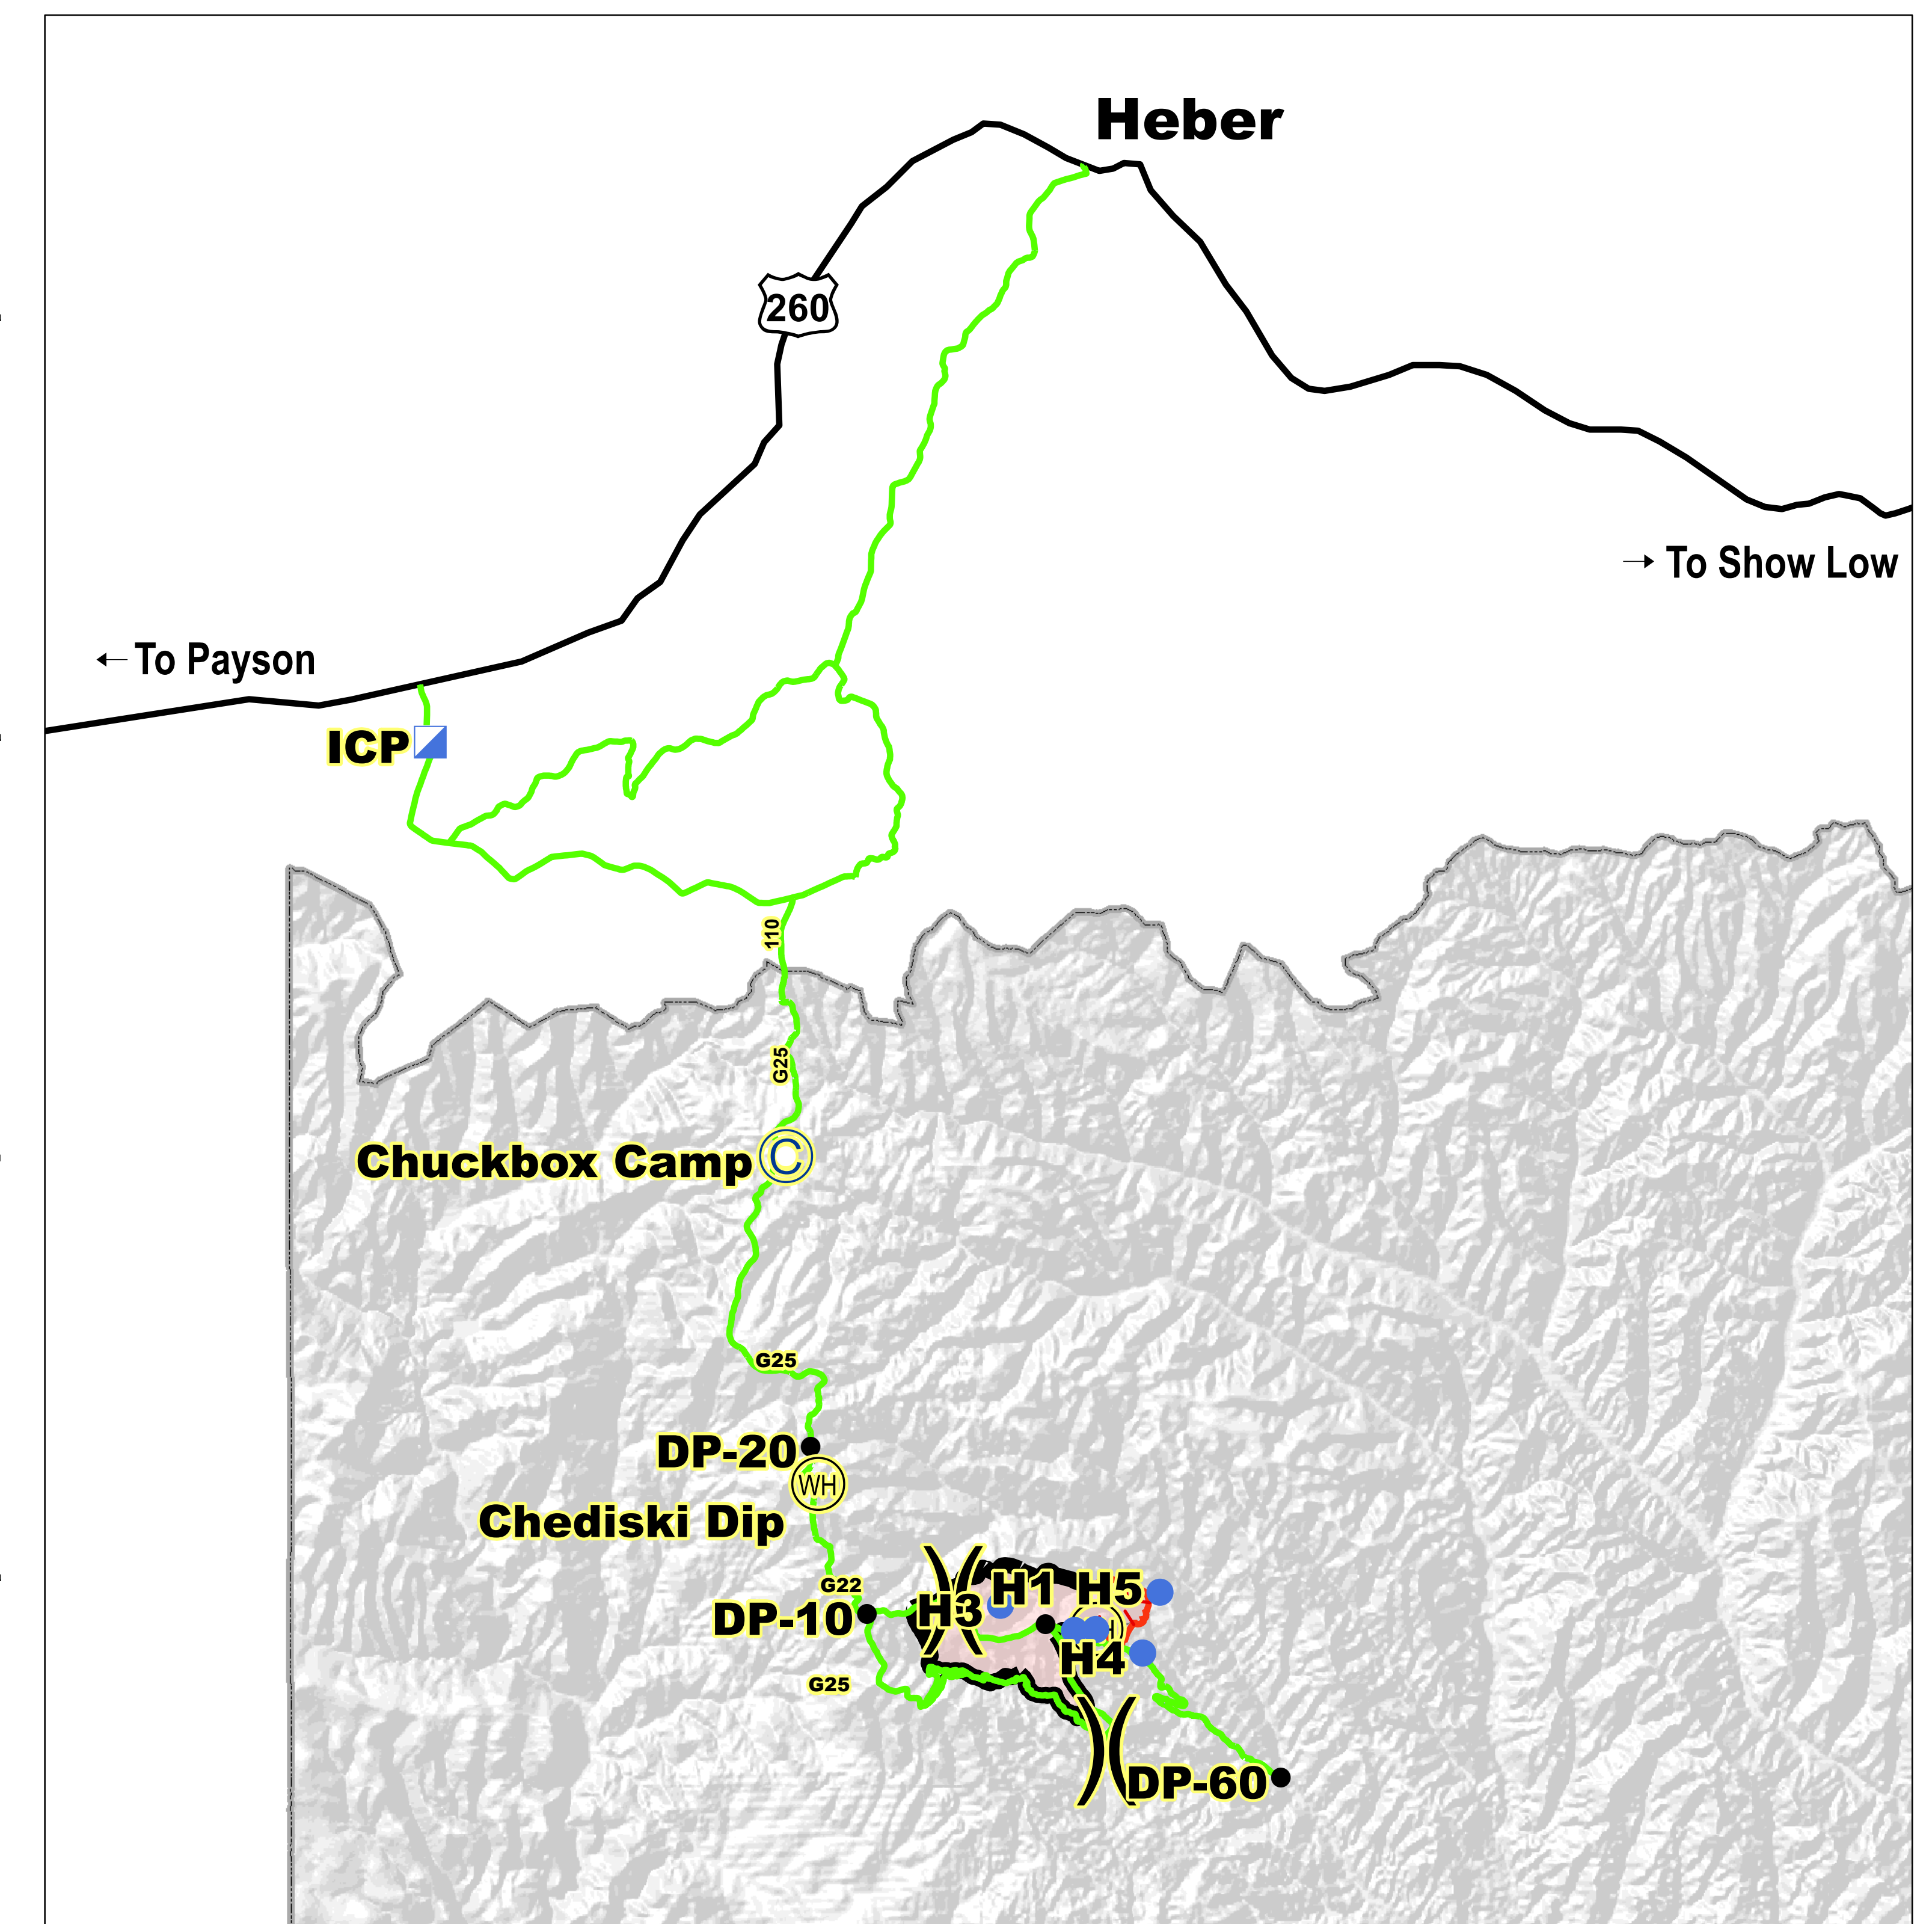 Heber
260
To Show Low
To Payson
ICP
110
G25
Chuckbox Camp
C
G25
DP-20
WH
Chediski Dip
G22
H1
H5
H3
DP-10
H4
G25
DP-60